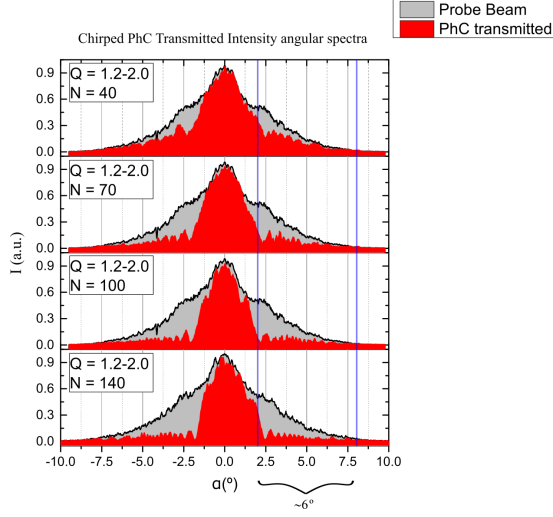 Probe Beam
PhC transmitted
Chirped PhC Transmitted Intensity angular spectra
0.9
0.6
0.3
0.0
Q = 1.2-2.0
N = 40
0.9
0.6
0.3
0.0
Q = 1.2-2.0
N = 70
0.9
0.6
0.3
0.0
Q = 1.2-2.0
N = 100
0.9
0.6
0.3
0.0
Q = 1.2-2.0
N = 140
I (a.u.)
-10.0 -7.5 -5.0 -2.5 0.0 2.5 5.0 7.5 10.0
α(º)
~6º